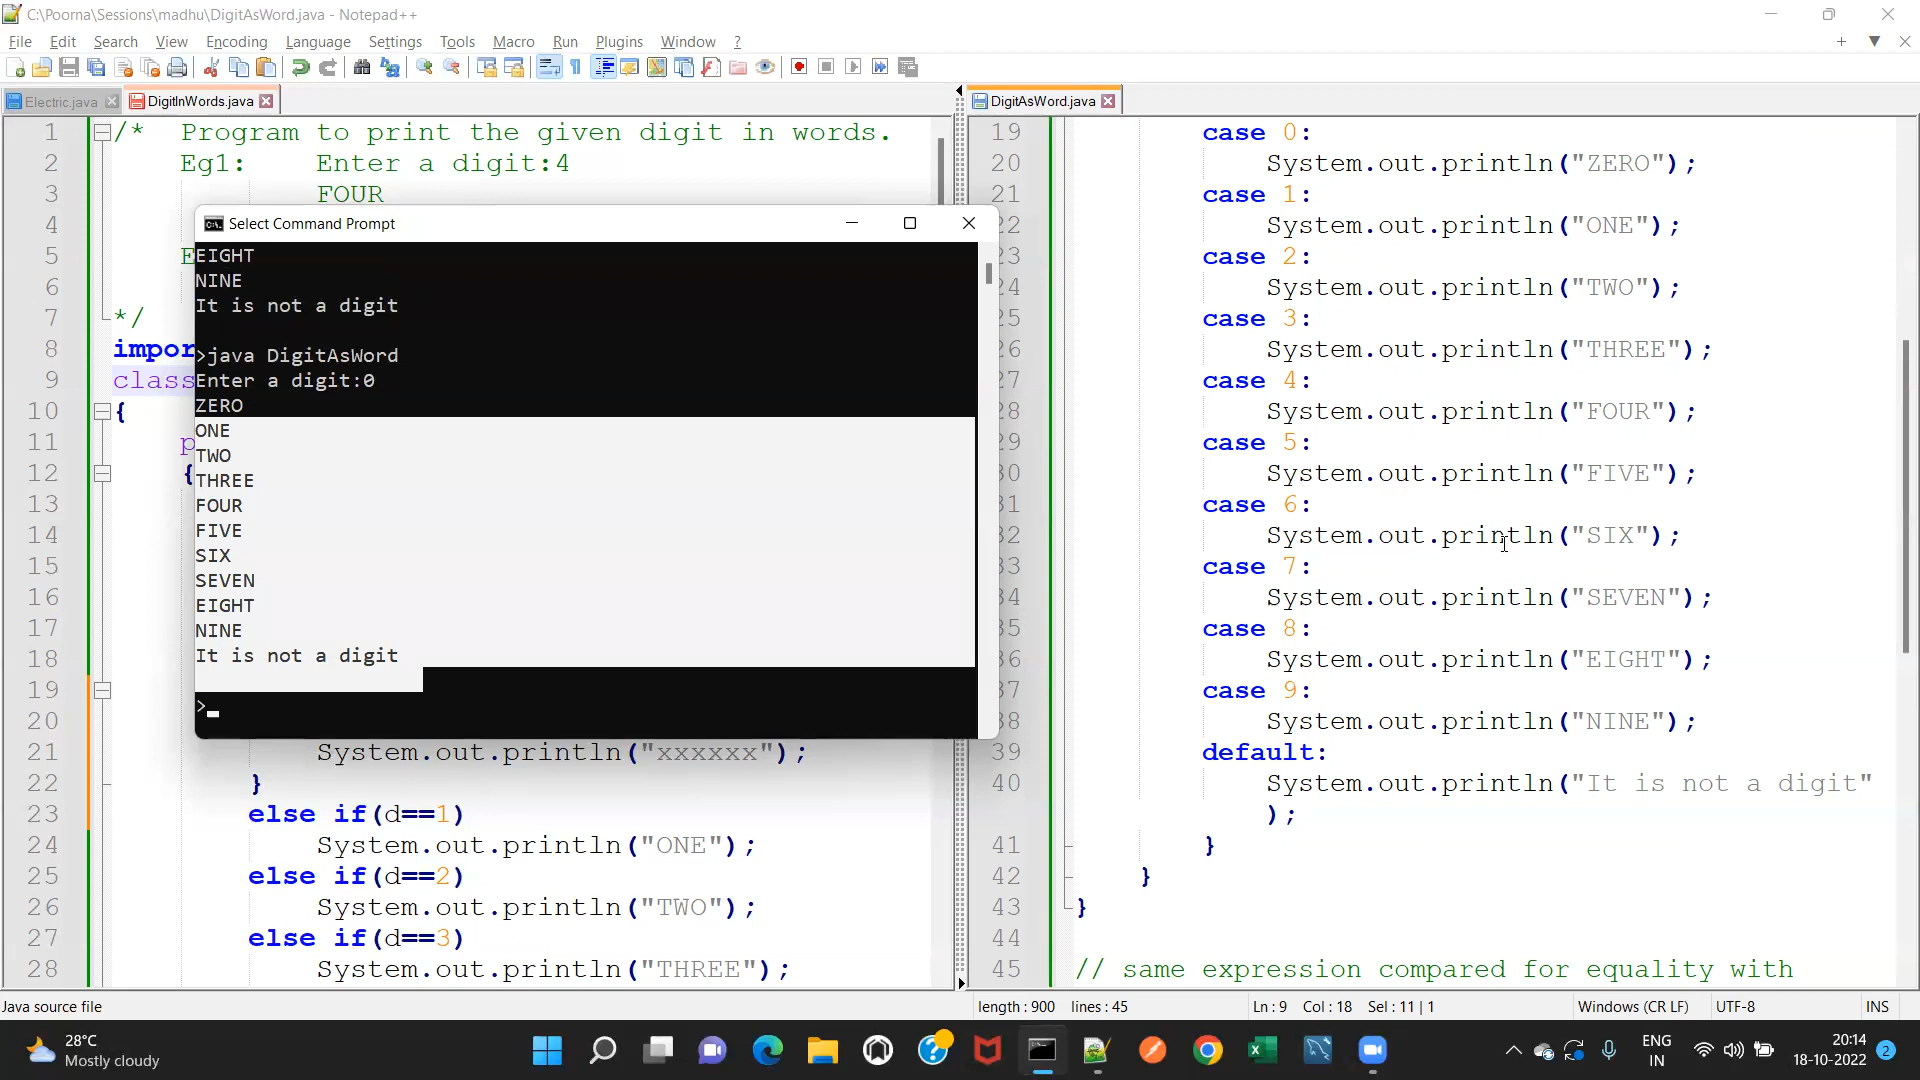 C:\Poorna\Sessions\madhu\DigitAsWord.java - Notepad++
File Edit Search View Encoding Language Settings Tools Macro Run Plugins Window ?
Electric.java DigitInWords.java
1 /* Program to print the given digit in words.
2 Eg1: Enter a digit:4
3 FOUR
4
5 E
6
7 */
8 impor
9 class
10 {
11 p
12 {
13
14
15
16
17
18
19
20
21 System.out.println("xxxxxx");
22 }
23 else if(d==1)
24 System.out.println("ONE");
25 else if(d==2)
26 System.out.println("TWO");
27 else if(d==3)
28 System.out.println("THREE");
Select Command Prompt
EIGHT
NINE
It is not a digit
>java DigitAsWord
Enter a digit:0
ZERO
ONE
TWO
THREE
FOUR
FIVE
SIX
SEVEN
EIGHT
NINE
It is not a digit
>
DigitAsWord.java
19 case 0:
20 System.out.println("ZERO");
21 case 1:
22 System.out.println("ONE");
23 case 2:
24 System.out.println("TWO");
25 case 3:
26 System.out.println("THREE");
27 case 4:
28 System.out.println("FOUR");
29 case 5:
30 System.out.println("FIVE");
31 case 6:
32 System.out.println("SIX");
33 case 7:
34 System.out.println("SEVEN");
35 case 8:
36 System.out.println("EIGHT");
37 case 9:
38 System.out.println("NINE");
39 default:
40 System.out.println("It is not a digit"
);
41 }
42 }
43 }
44
45 // same expression compared for equality with
Java source file length : 900 lines : 45 Ln : 9 Col : 18 Sel : 11 | 1 Windows (CR LF) UTF-8 INS
28°C
Mostly cloudy
ENG
IN
20:14
18-10-2022
2